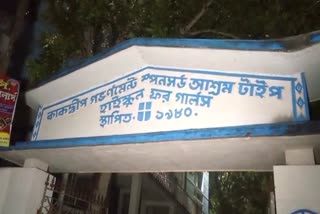 কাকদ্বীপ গভর্ণমেন্ট স্পনসর্ড আশ্রম টাইপ
হাইস্কুল ফর গার্লস
স্থাপিত. ১৯৮০.